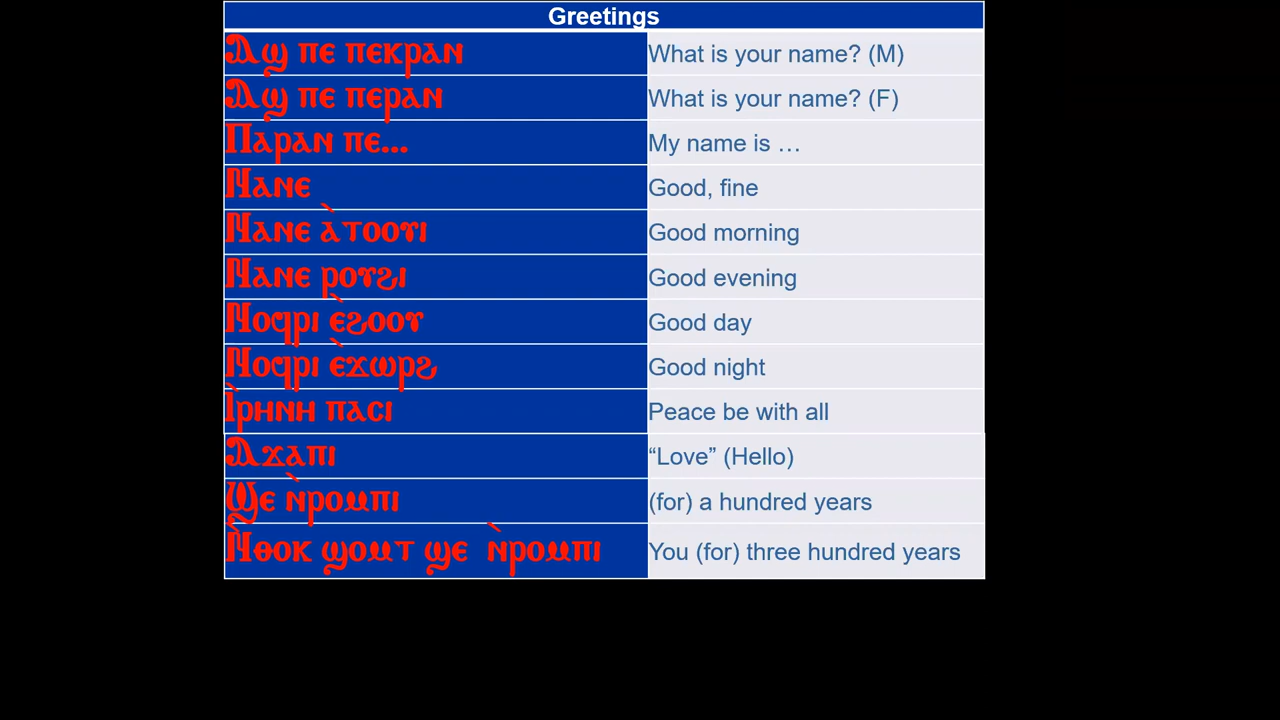 Greetings
Ⲁϣ ⲡⲉ ⲡⲉⲕⲣⲁⲛ What is your name? (M)
Ⲁϣ ⲡⲉ ⲡⲉⲣⲁⲛ What is your name? (F)
Ⲡⲁⲣⲁⲛ ⲡⲉ... My name is …
Ⲛⲁⲛⲉ Good, fine
Ⲛⲁⲛⲉ ⲁ̀ⲧⲟⲟⲩⲓ Good morning
Ⲛⲁⲛⲉ ⲣⲟⲩϩⲓ Good evening
Ⲛⲟϥⲣⲓ ⲉ̀ϩⲟⲟⲩ Good day
Ⲛⲟϥⲣⲓ ⲉ̀ϫⲱⲣϩ Good night
Ⲓ̀ⲣⲏⲛⲏ ⲡⲁⲥⲓ Peace be with all
Ⲁϫⲁⲡⲓ “Love” (Hello)
Ϣⲉ ⲛ̀ⲣⲟⲙⲡⲓ (for) a hundred years
Ⲛ̀ⲑⲟⲕ ϣⲟⲙⲧ ϣⲉ ⲛ̀ⲣⲟⲙⲡⲓ You (for) three hundred years